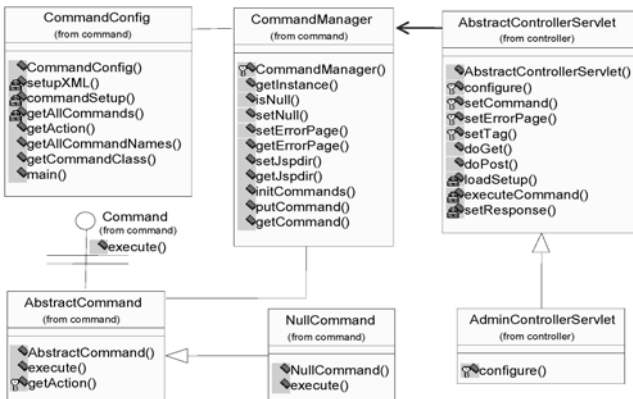 CommandConfig
(from command)
CommandConfig()
setupXML()
commandSetup()
getAllCommands()
getAction()
getAllCommandNames()
getCommandClass()
main()
CommandManager
(from command)
CommandManager()
getInstance()
isNull()
setNull()
setErrorPage()
getErrorPage()
setJspdir()
getJspdir()
initCommands()
putCommand()
getCommand()
AbstractControllerServlet
(from controller)
AbstractControllerServlet()
configure()
setCommand()
setErrorPage()
setTag()
doGet()
doPost()
loadSetup()
executeCommand()
setResponse()
Command
(from command)
execute()
AbstractCommand
(from command)
AbstractCommand()
execute()
getAction()
NullCommand
(from command)
NullCommand()
execute()
AdminControllerServlet
(from controller)
configure()